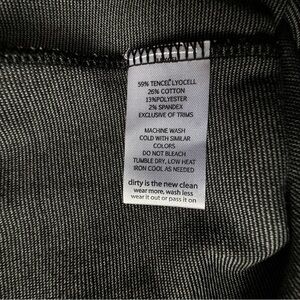 59% TENCEL®LYOCELL
26% COTTON
13%POLYESTER
2% SPANDEX
EXCLUSIVE OF TRIMS
MACHINE WASH
COLD WITH SIMILAR
COLORS
DO NOT BLEACH
TUMBLE DRY, LOW HEAT
IRON COOL AS NEEDED
dirty is the new clean
wear more, wash less
wear it out or pass it on